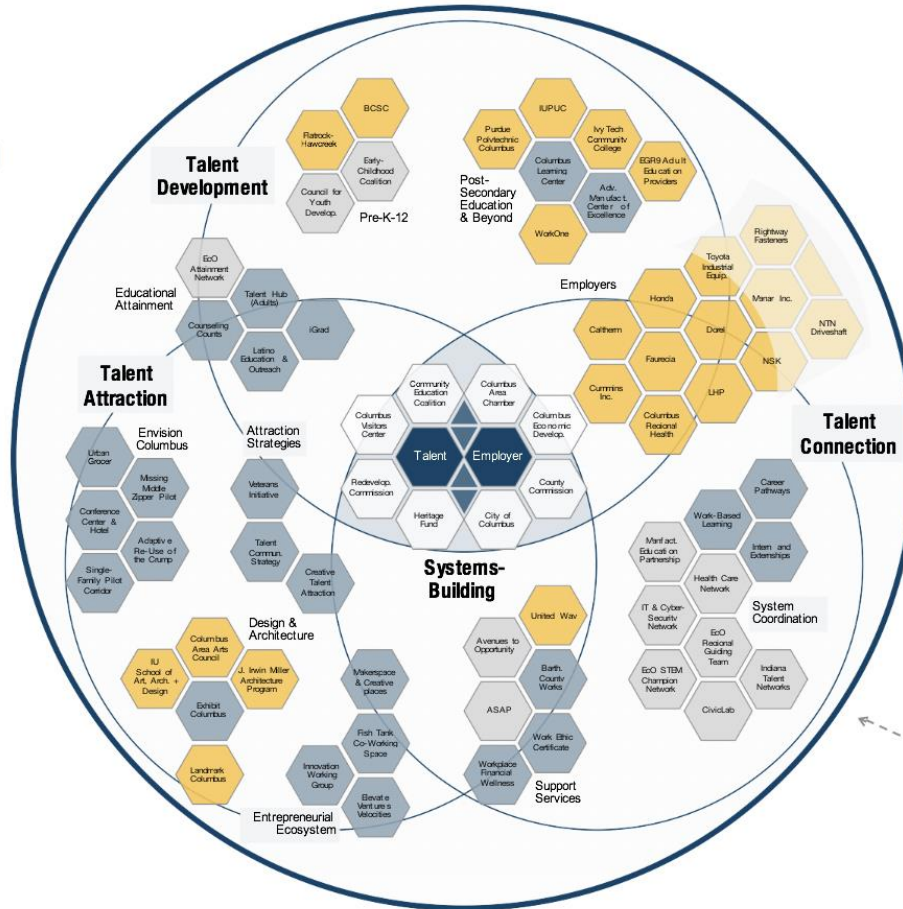 BCSC
Flatrock-
Hawcreek
Early-
Childhood
Coalition
Council for
Youth
Develop.
Pre-K-12
Talent
Development
IUPUC
Purdue
Polytechnic
Columbus
Ivy Tech
Community
College
Columbus
Learning
Center
EGR9 Adult
Education
Providers
Adv.
Manufact.
Center of
Excellence
WorkOne
Post-
Secondary
Education
& Beyond
EcO
Attainment
Network
Educational
Attainment
Talent Hub
(Adults)
Counseling
Counts
iGrad
Latino
Education &
Outreach
Employers
Rightway
Fasteners
Toyota
Industrial
Equip.
Manar Inc.
Honda
NTN
Driveshaft
Caltherm
Dorel
Faurecia
NSK
Cummins
Inc.
LHP
Columbus
Regional
Health
Talent
Attraction
Community
Education
Coalition
Columbus
Area
Chamber
Columbus
Visitors
Center
Columbus
Economic
Develop.
Talent
Employer
Redevelop.
Commission
County
Commission
Heritage
Fund
City of
Columbus
Systems-
Building
Talent
Connection
Envision
Columbus
Urban
Grocer
Missing
Middle
Zipper Pilot
Conference
Center &
Hotel
Adaptive
Re-Use of
the Crump
Single-
Family Pilot
Corridor
Attraction
Strategies
Veterans
Initiative
Talent
Commun.
Strategy
Creative
Talent
Attraction
Career
Pathways
Work-Based
Learning
Intern and
Externships
Manfact.
Education
Partnership
Health Care
Network
System
Coordination
IT & Cyber-
Security
Network
EcO
Regional
Guiding
Team
EcO STEM
Champion
Network
Indiana
Talent
Networks
CivicLab
Design &
Architecture
Columbus
Area Arts
Council
IU
School of
Art, Arch. +
Design
J. Irwin Miller
Architecture
Program
Exhibit
Columbus
Landmark
Columbus
Makerspace
& Creative
places
Fish Tank
Co-Working
Space
Innovation
Working
Group
Elevate
Ventures
Velocities
Entrepreneurial
Ecosystem
United Way
Avenues to
Opportunity
Barth.
County
Works
ASAP
Work Ethic
Certificate
Workplace
Financial
Wellness
Support
Services